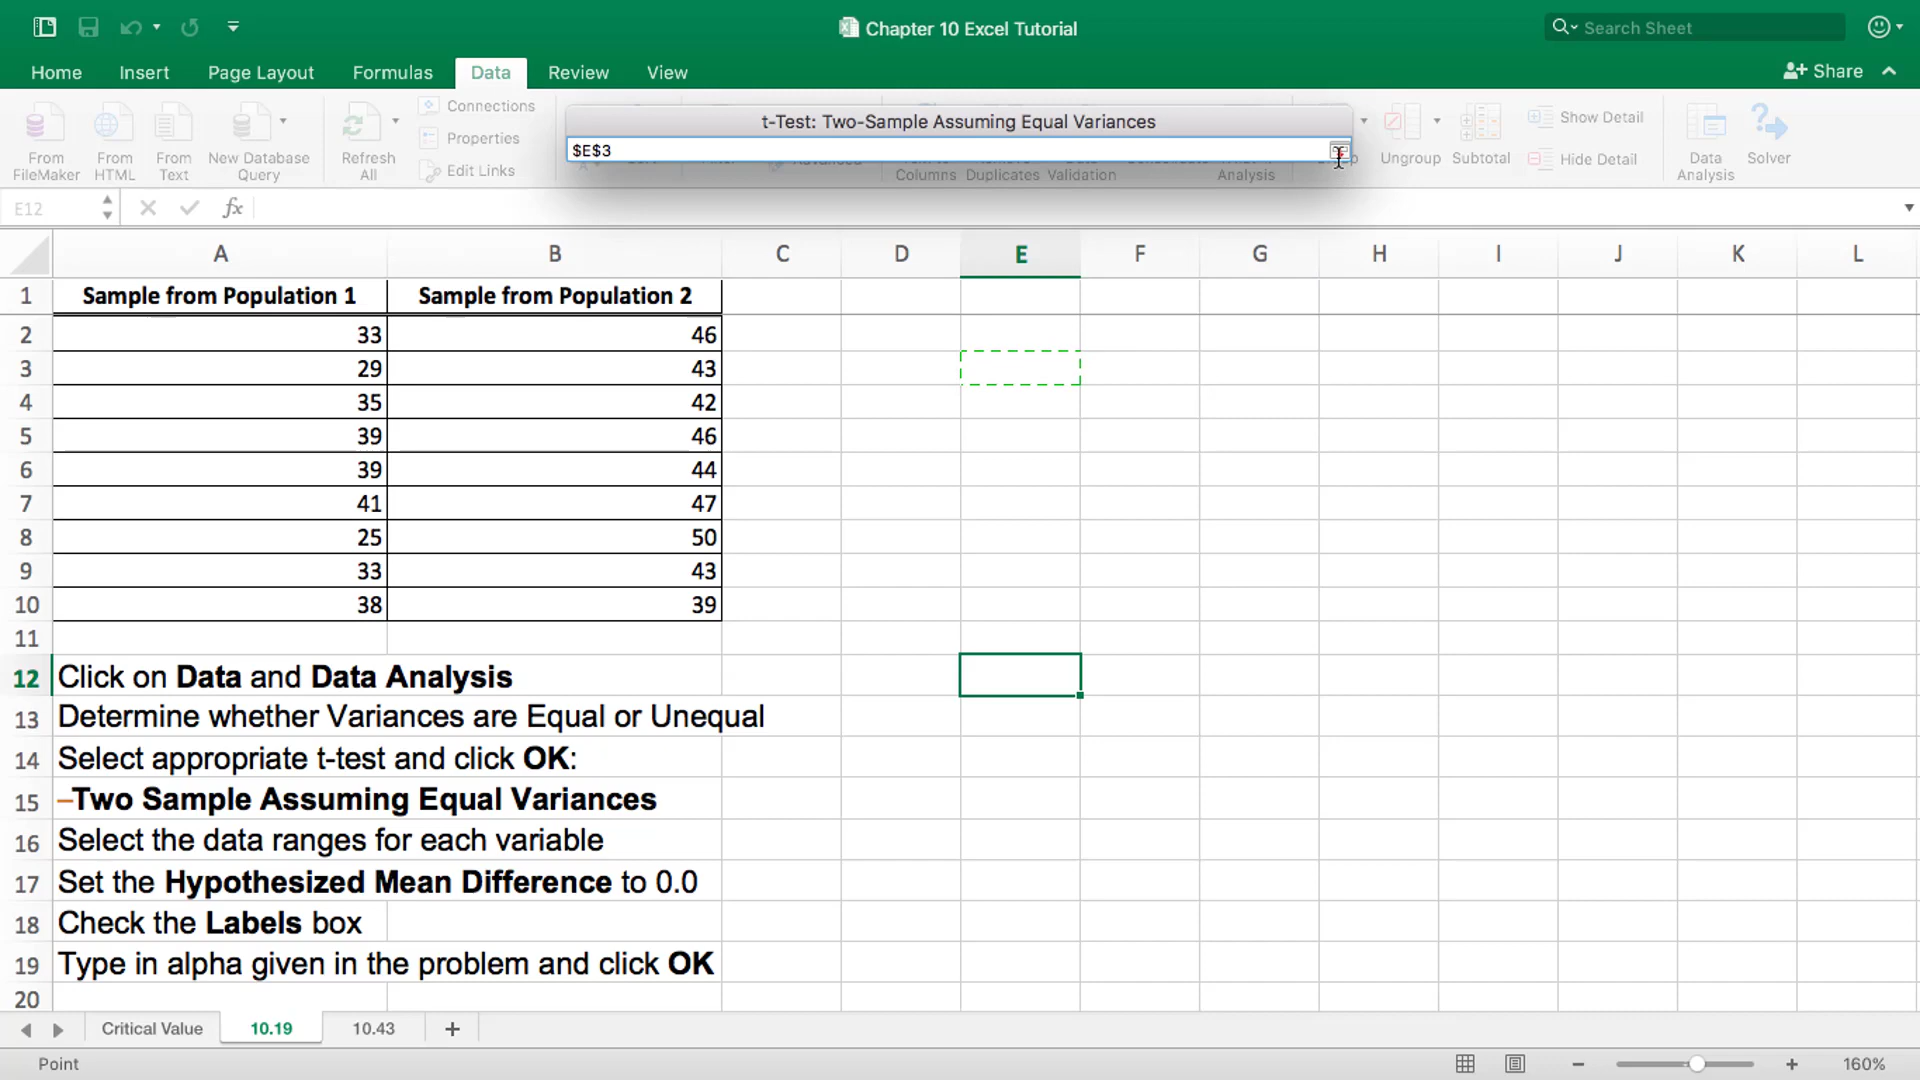 Chapter 10 Excel Tutorial
Search Sheet
Home
Insert
Page Layout
Formulas
Data
Review
View
Share
From FileMaker
From HTML
From Text
New Database Query
Refresh All
Connections
Properties
Edit Links
t-Test: Two-Sample Assuming Equal Variances
$E$3
Columns
Duplicates
Validation
Analysis
Ungroup
Subtotal
Show Detail
Hide Detail
Data Analysis
Solver
E12
fx
A B C D E F G H I J K L
1 Sample from Population 1 Sample from Population 2
2 33 46
3 29 43
4 35 42
5 39 46
6 39 44
7 41 47
8 25 50
9 33 43
10 38 39
11
12 Click on Data and Data Analysis
13 Determine whether Variances are Equal or Unequal
14 Select appropriate t-test and click OK:
15 –Two Sample Assuming Equal Variances
16 Select the data ranges for each variable
17 Set the Hypothesized Mean Difference to 0.0
18 Check the Labels box
19 Type in alpha given in the problem and click OK
20
Critical Value
10.19
10.43
Point
160%